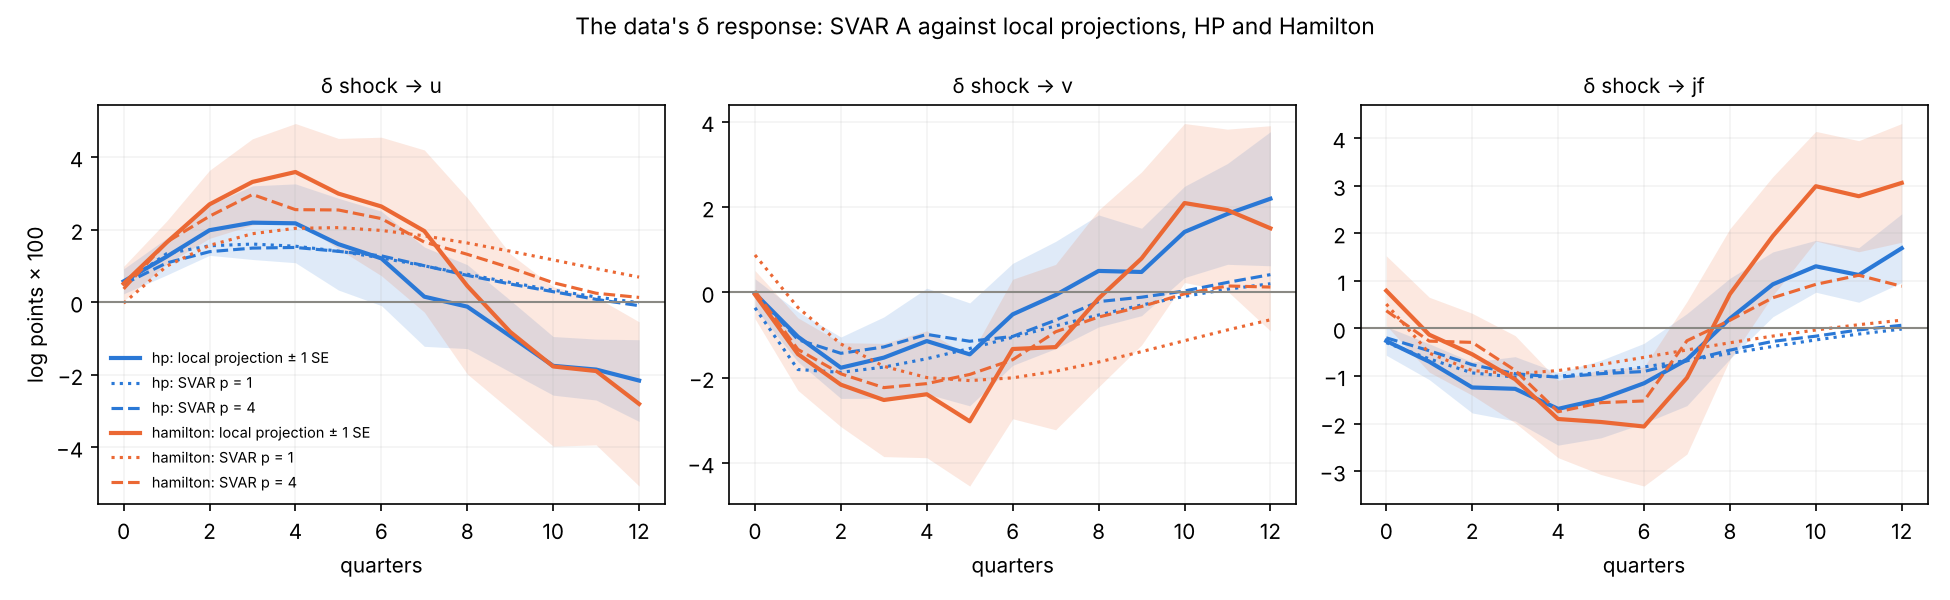 The data's δ response: SVAR A against local projections, HP and Hamilton
δ shock → u
log points × 100
4
2
0
−2
−4
hp: local projection ± 1 SE
hp: SVAR p = 1
hp: SVAR p = 4
hamilton: local projection ± 1 SE
hamilton: SVAR p = 1
hamilton: SVAR p = 4
0 2 4 6 8 10 12
quarters
δ shock → v
4
2
0
−2
−4
0 2 4 6 8 10 12
quarters
δ shock → jf
4
3
2
1
0
−1
−2
−3
0 2 4 6 8 10 12
quarters